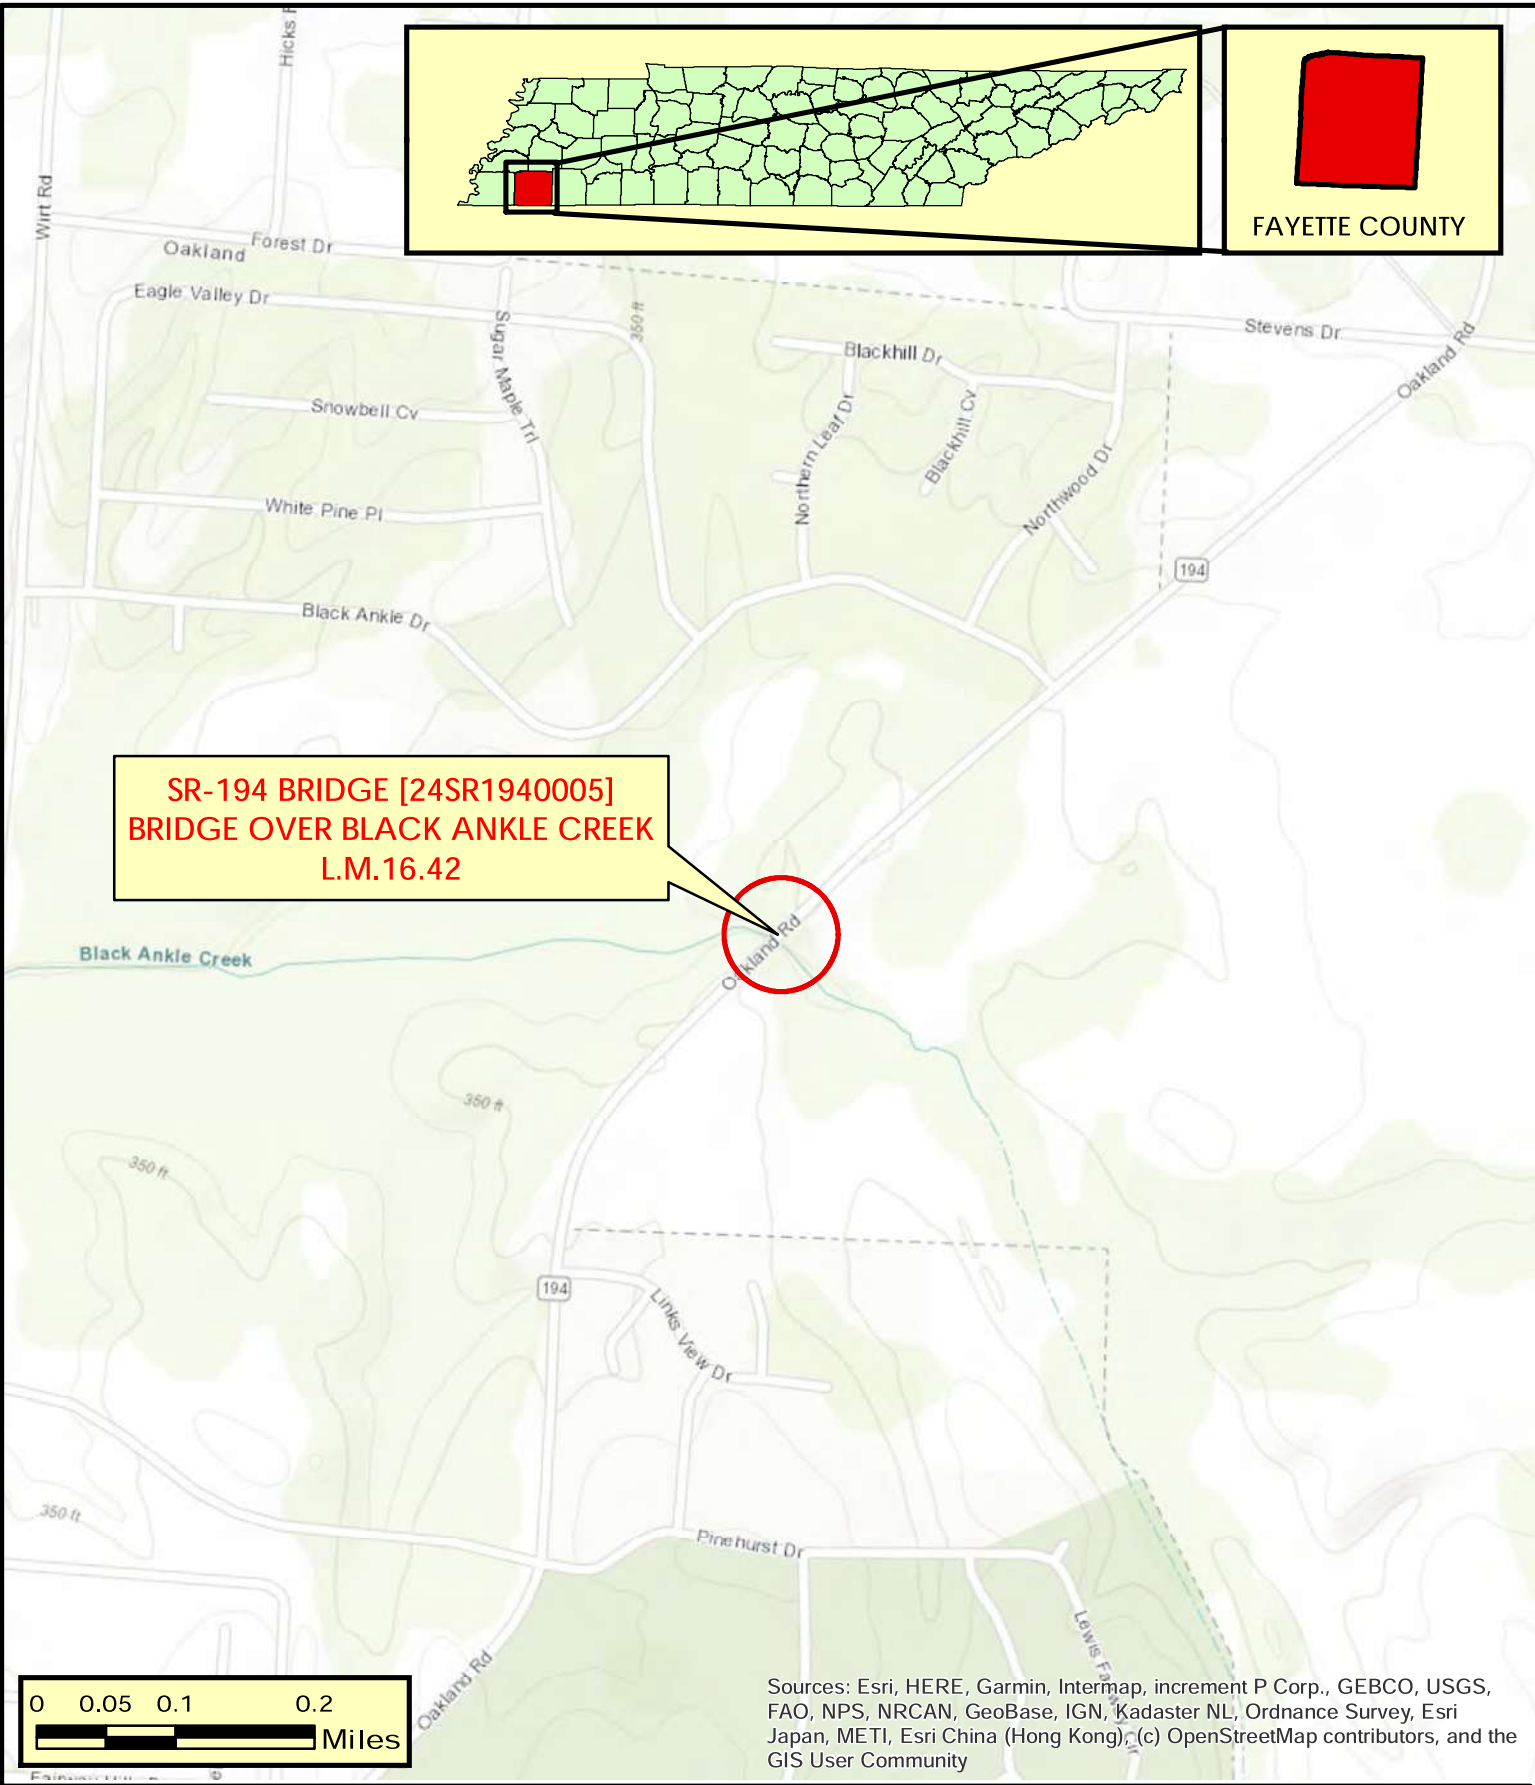 Hicks
FAYETTE COUNTY
Wirt Rd
Forest Dr
Oakland
Eagle Valley Dr
350 ft
Sugar Maple Trl
Stevens Dr
Oakland Rd
Blackhill Dr
Snowbell Cv
Northern Leaf Dr
Blackhill Cv
Northwood Dr
White Pine Pl
194
Black Ankle Dr
SR-194 BRIDGE [24SR1940005]
BRIDGE OVER BLACK ANKLE CREEK
L.M.16.42
Oakland Rd
Black Ankle Creek
350 ft
350 ft
194
Links View Dr
350 ft
Pinehurst Dr
Lewis Fairway Cir
Oakland Rd
0 0.05 0.1 0.2
Miles
Sources: Esri, HERE, Garmin, Intermap, increment P Corp., GEBCO, USGS,
FAO, NPS, NRCAN, GeoBase, IGN, Kadaster NL, Ordnance Survey, Esri
Japan, METI, Esri China (Hong Kong), (c) OpenStreetMap contributors, and the
GIS User Community